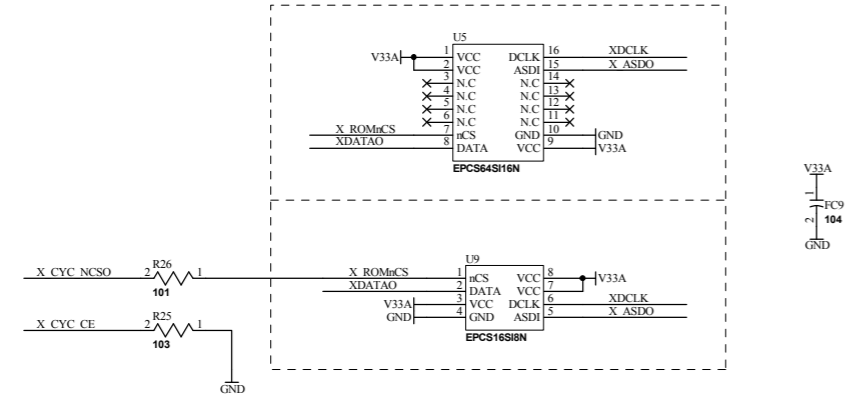 U5
V33A 1 VCC DCLK 16 XDCLK
2 VCC ASDI 15 X_ASDO
3 N.C N.C 14
4 N.C N.C 13
5 N.C N.C 12
6 N.C N.C 11
X_ROMnCS 7 nCS GND 10 GND
XDATAO 8 DATA VCC 9 V33A
EPCS64SI16N
V33A
1
FC9
2 104
GND
U9
X_CYC_NCSO 2 R26 1 X_ROMnCS 1 nCS VCC 8 V33A
101
XDATAO 2 DATA VCC 7
V33A 3 VCC DCLK 6 XDCLK
GND 4 GND ASDI 5 X_ASDO
EPCS16SI8N
X_CYC_CE 2 R25 1
103
GND